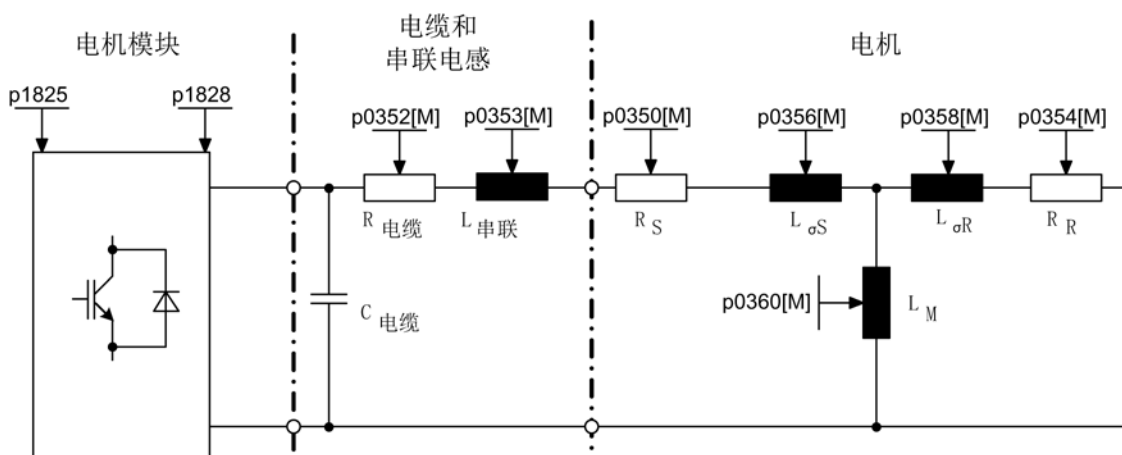 电机模块
电缆和
串联电感
电机
p1825
p1828
p0352[M]
p0353[M]
p0350[M]
p0356[M]
p0358[M]
p0354[M]
R 电缆
L 串联
R S
L σS
L σR
R R
C 电缆
p0360[M]
L M